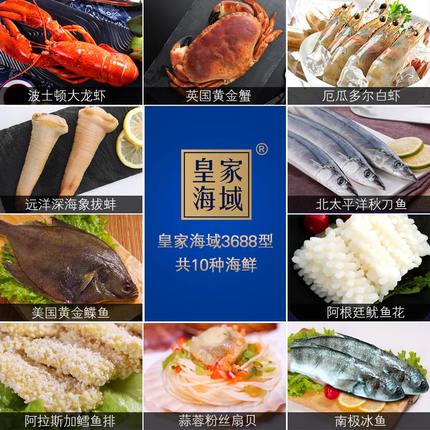 波士顿大龙虾
英国黄金蟹
厄瓜多尔白虾
远洋深海象拔蚌
皇家
海域
®
北太平洋秋刀鱼
皇家海域3688型
共10种海鲜
美国黄金鲽鱼
阿根廷鱿鱼花
阿拉斯加鳕鱼排
蒜蓉粉丝扇贝
南极冰鱼